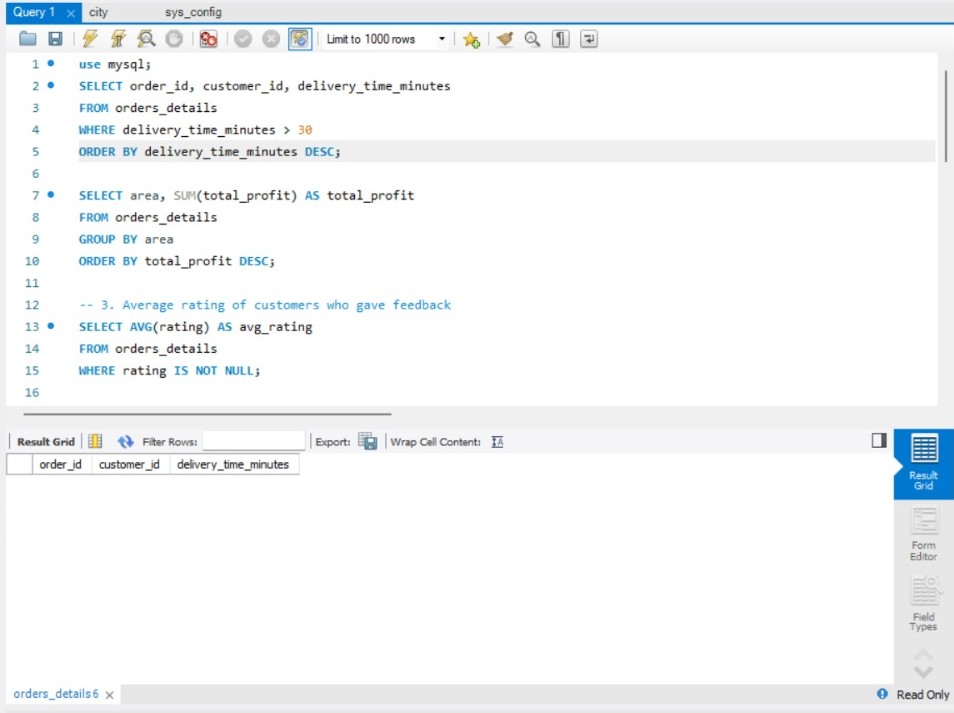 Query 1 city sys_config
Limit to 1000 rows
1 use mysql;
2 SELECT order_id, customer_id, delivery_time_minutes
3 FROM orders_details
4 WHERE delivery_time_minutes > 30
5 ORDER BY delivery_time_minutes DESC;
6
7 SELECT area, SUM(total_profit) AS total_profit
8 FROM orders_details
9 GROUP BY area
10 ORDER BY total_profit DESC;
11
12 -- 3. Average rating of customers who gave feedback
13 SELECT AVG(rating) AS avg_rating
14 FROM orders_details
15 WHERE rating IS NOT NULL;
16
Result Grid Filter Rows: Export: Wrap Cell Content: IA
order_id customer_id delivery_time_minutes
Result
Grid
Form
Editor
Field
Types
orders_details6 Read Only